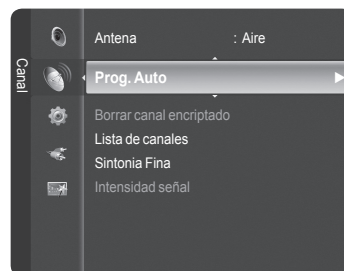 Canal
Antena : Aire
Prog. Auto
Borrar canal encriptado
Lista de canales
Sintonia Fina
Intensidad señal